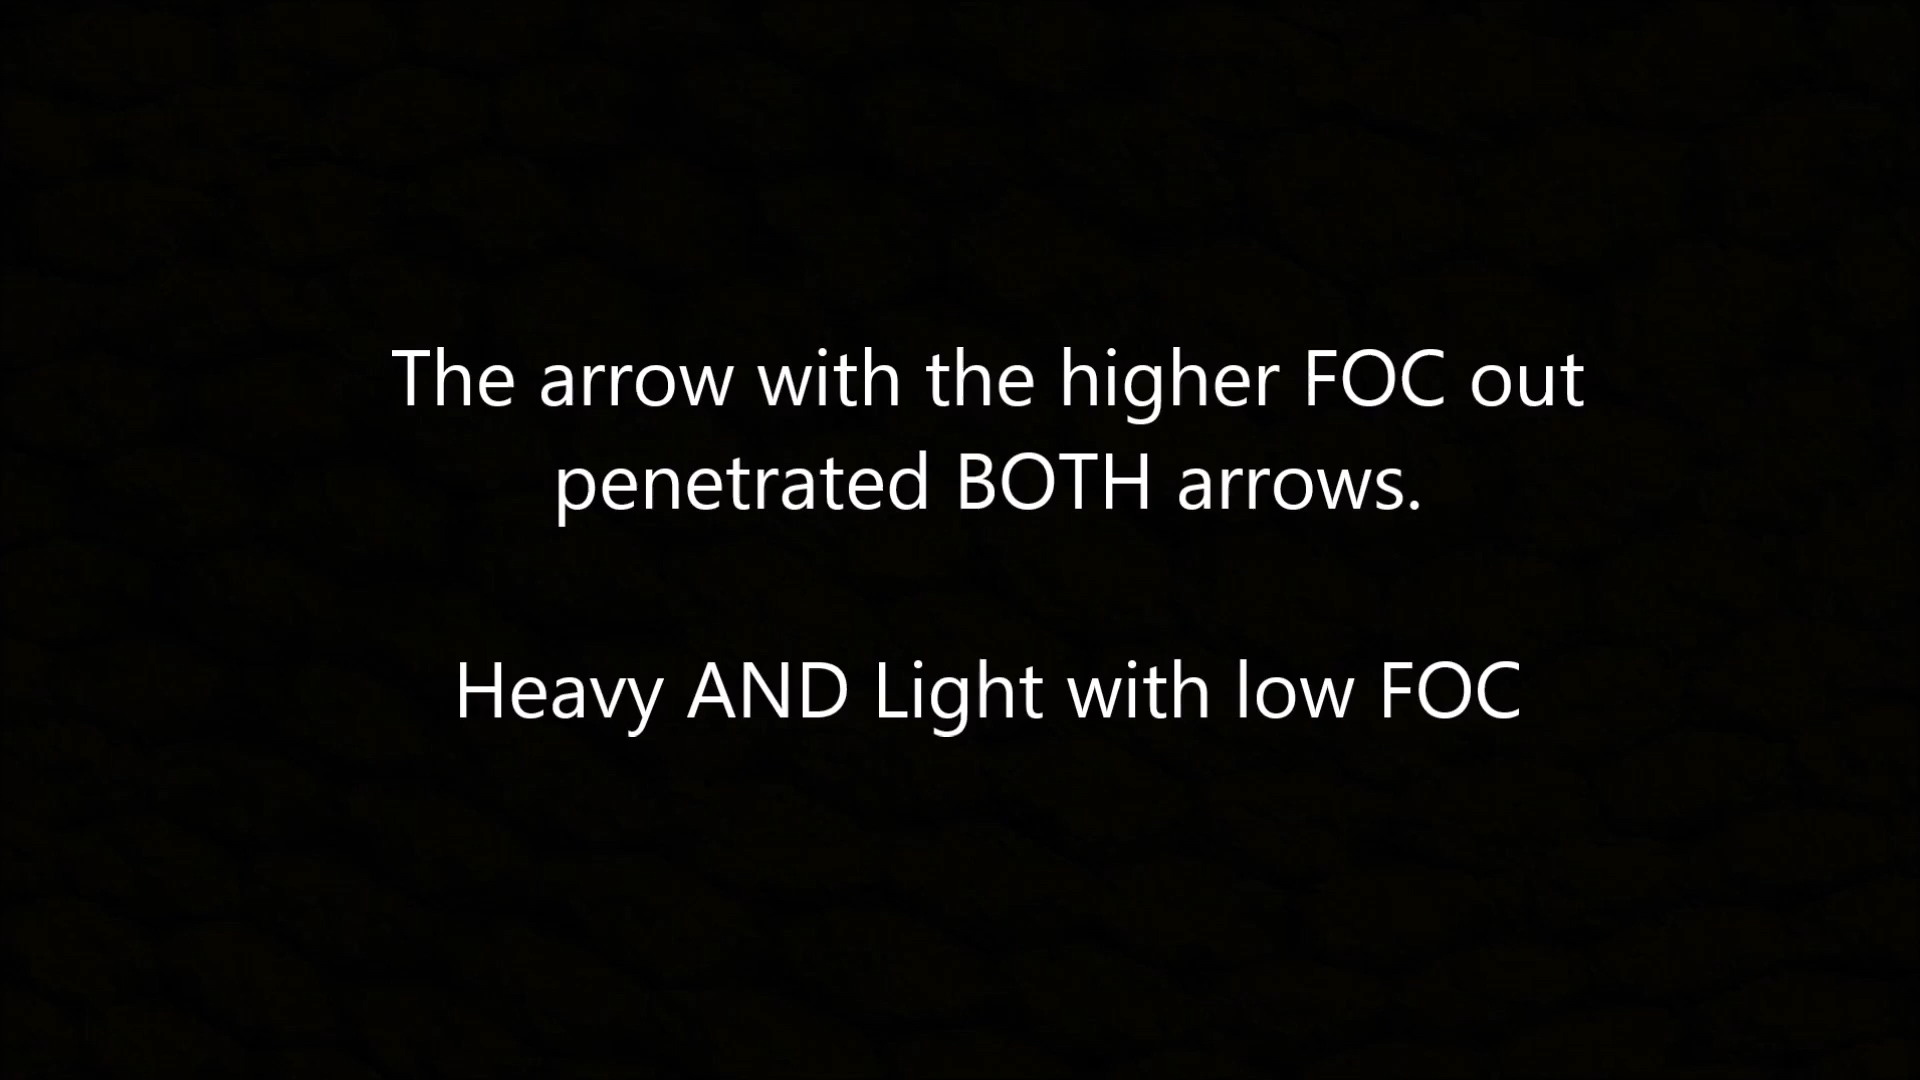 The arrow with the higher FOC out
penetrated BOTH arrows.
Heavy AND Light with low FOC